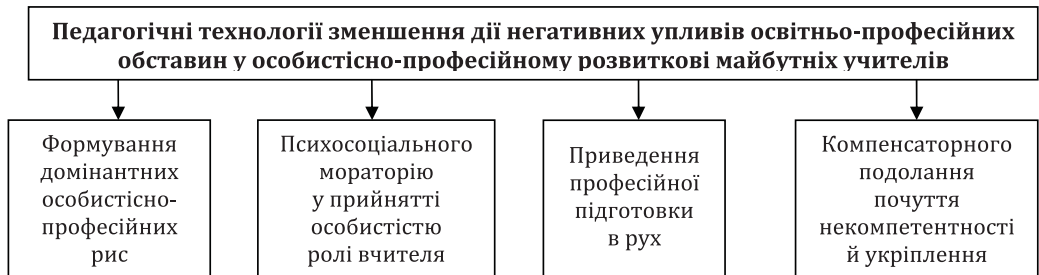 Педагогічні технології зменшення дії негативних упливів освітньо-професійних
обставин у особистісно-професійному розвиткові майбутніх учителів
Формування
домінантних
особистісно-
професійних
рис
Психосоціального
мораторію
у прийнятті
особистістю
ролі вчителя
Приведення
професійної
підготовки
в рух
Компенсаторного
подолання
почуття
некомпетентності
й укріплення